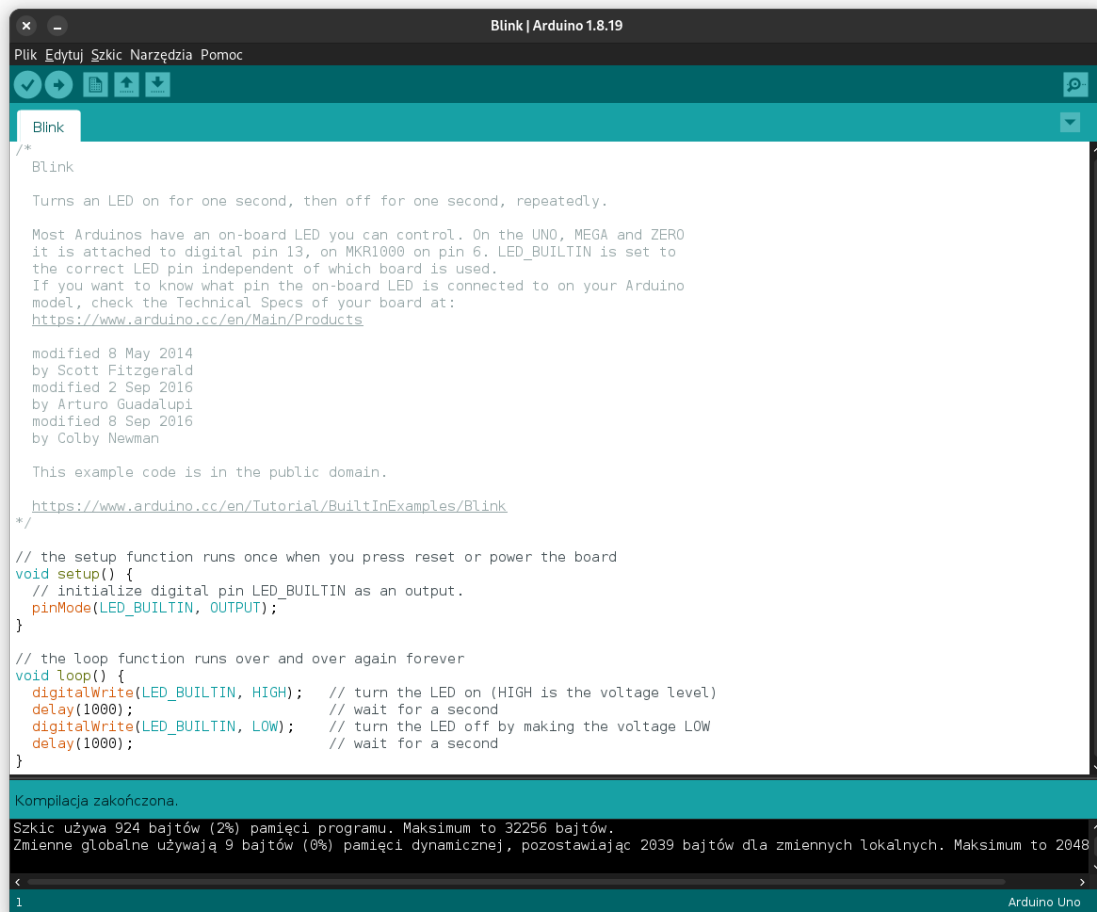 Blink | Arduino 1.8.19
Plik Edytuj Szkic Narzędzia Pomoc
Blink
/*
  Blink

  Turns an LED on for one second, then off for one second, repeatedly.

  Most Arduinos have an on-board LED you can control. On the UNO, MEGA and ZERO
  it is attached to digital pin 13, on MKR1000 on pin 6. LED_BUILTIN is set to
  the correct LED pin independent of which board is used.
  If you want to know what pin the on-board LED is connected to on your Arduino
  model, check the Technical Specs of your board at:
  https://www.arduino.cc/en/Main/Products

  modified 8 May 2014
  by Scott Fitzgerald
  modified 2 Sep 2016
  by Arturo Guadalupi
  modified 8 Sep 2016
  by Colby Newman

  This example code is in the public domain.

  https://www.arduino.cc/en/Tutorial/BuiltInExamples/Blink
*/

// the setup function runs once when you press reset or power the board
void setup() {
  // initialize digital pin LED_BUILTIN as an output.
  pinMode(LED_BUILTIN, OUTPUT);
}

// the loop function runs over and over again forever
void loop() {
  digitalWrite(LED_BUILTIN, HIGH);   // turn the LED on (HIGH is the voltage level)
  delay(1000);                       // wait for a second
  digitalWrite(LED_BUILTIN, LOW);    // turn the LED off by making the voltage LOW
  delay(1000);                       // wait for a second
}
Kompilacja zakończona.
Szkic używa 924 bajtów (2%) pamięci programu. Maksimum to 32256 bajtów.
Zmienne globalne używają 9 bajtów (0%) pamięci dynamicznej, pozostawiając 2039 bajtów dla zmiennych lokalnych. Maksimum to 2048
1
Arduino Uno